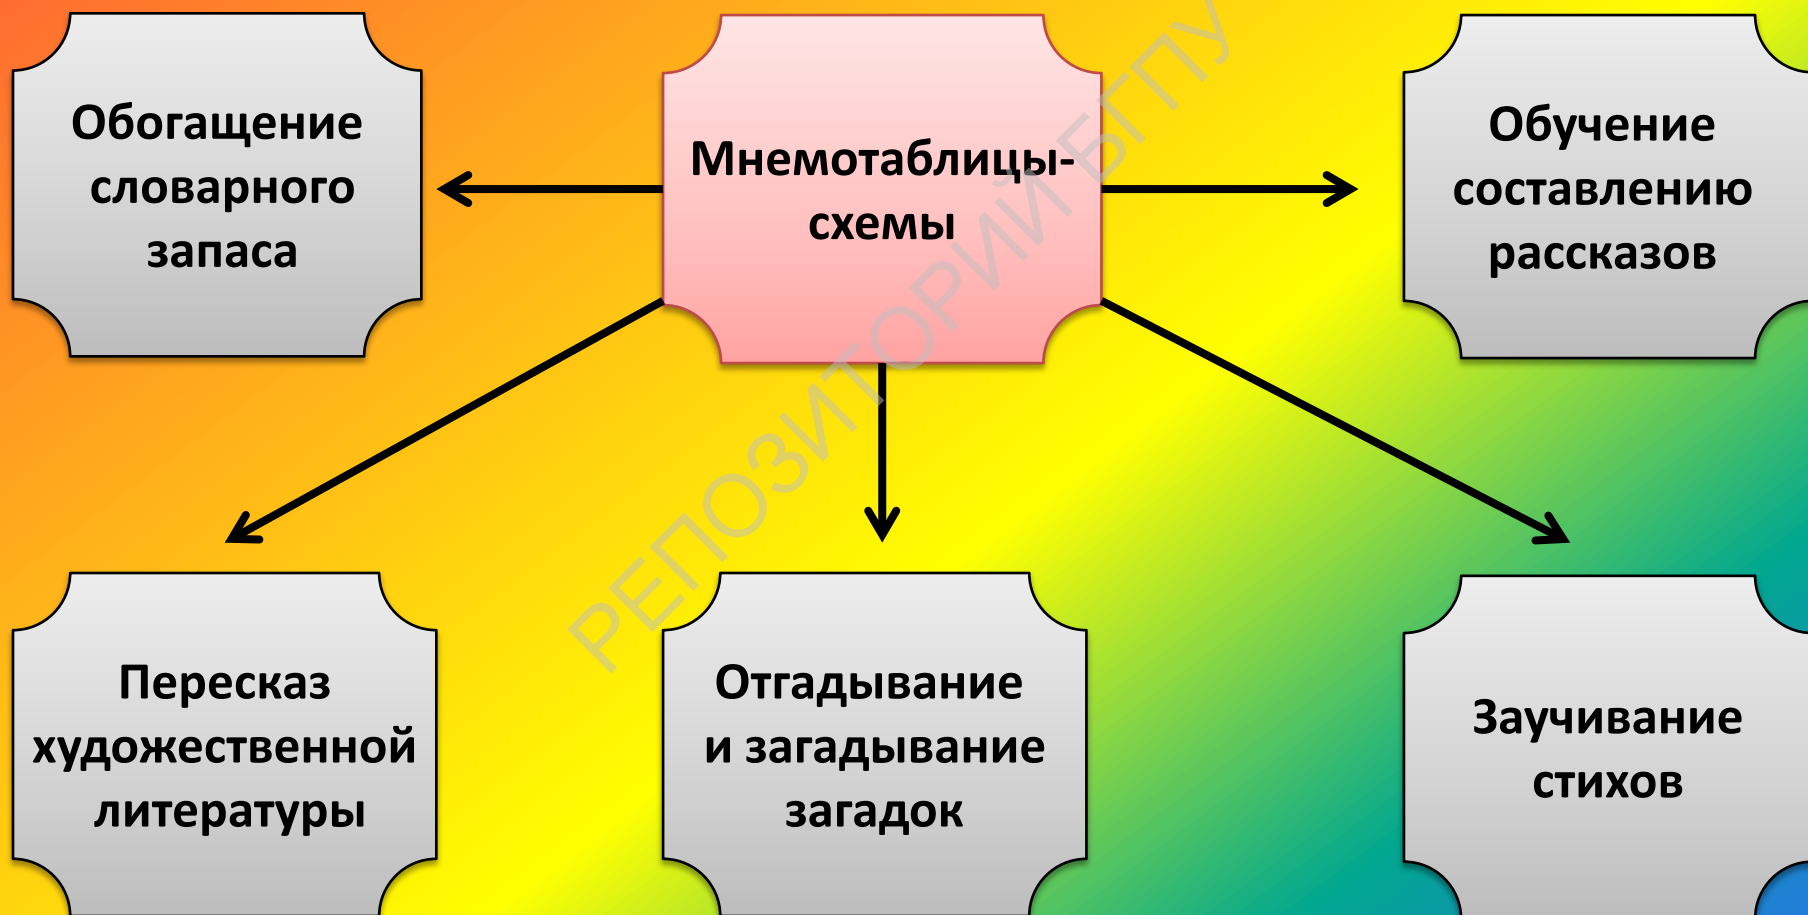 Обогащение
словарного
запаса
Мнемотаблицы-
схемы
Обучение
составлению
рассказов
Пересказ
художественной
литературы
Отгадывание
и загадывание
загадок
Заучивание
стихов
РЕПОЗИТОРИЙ БГПУ